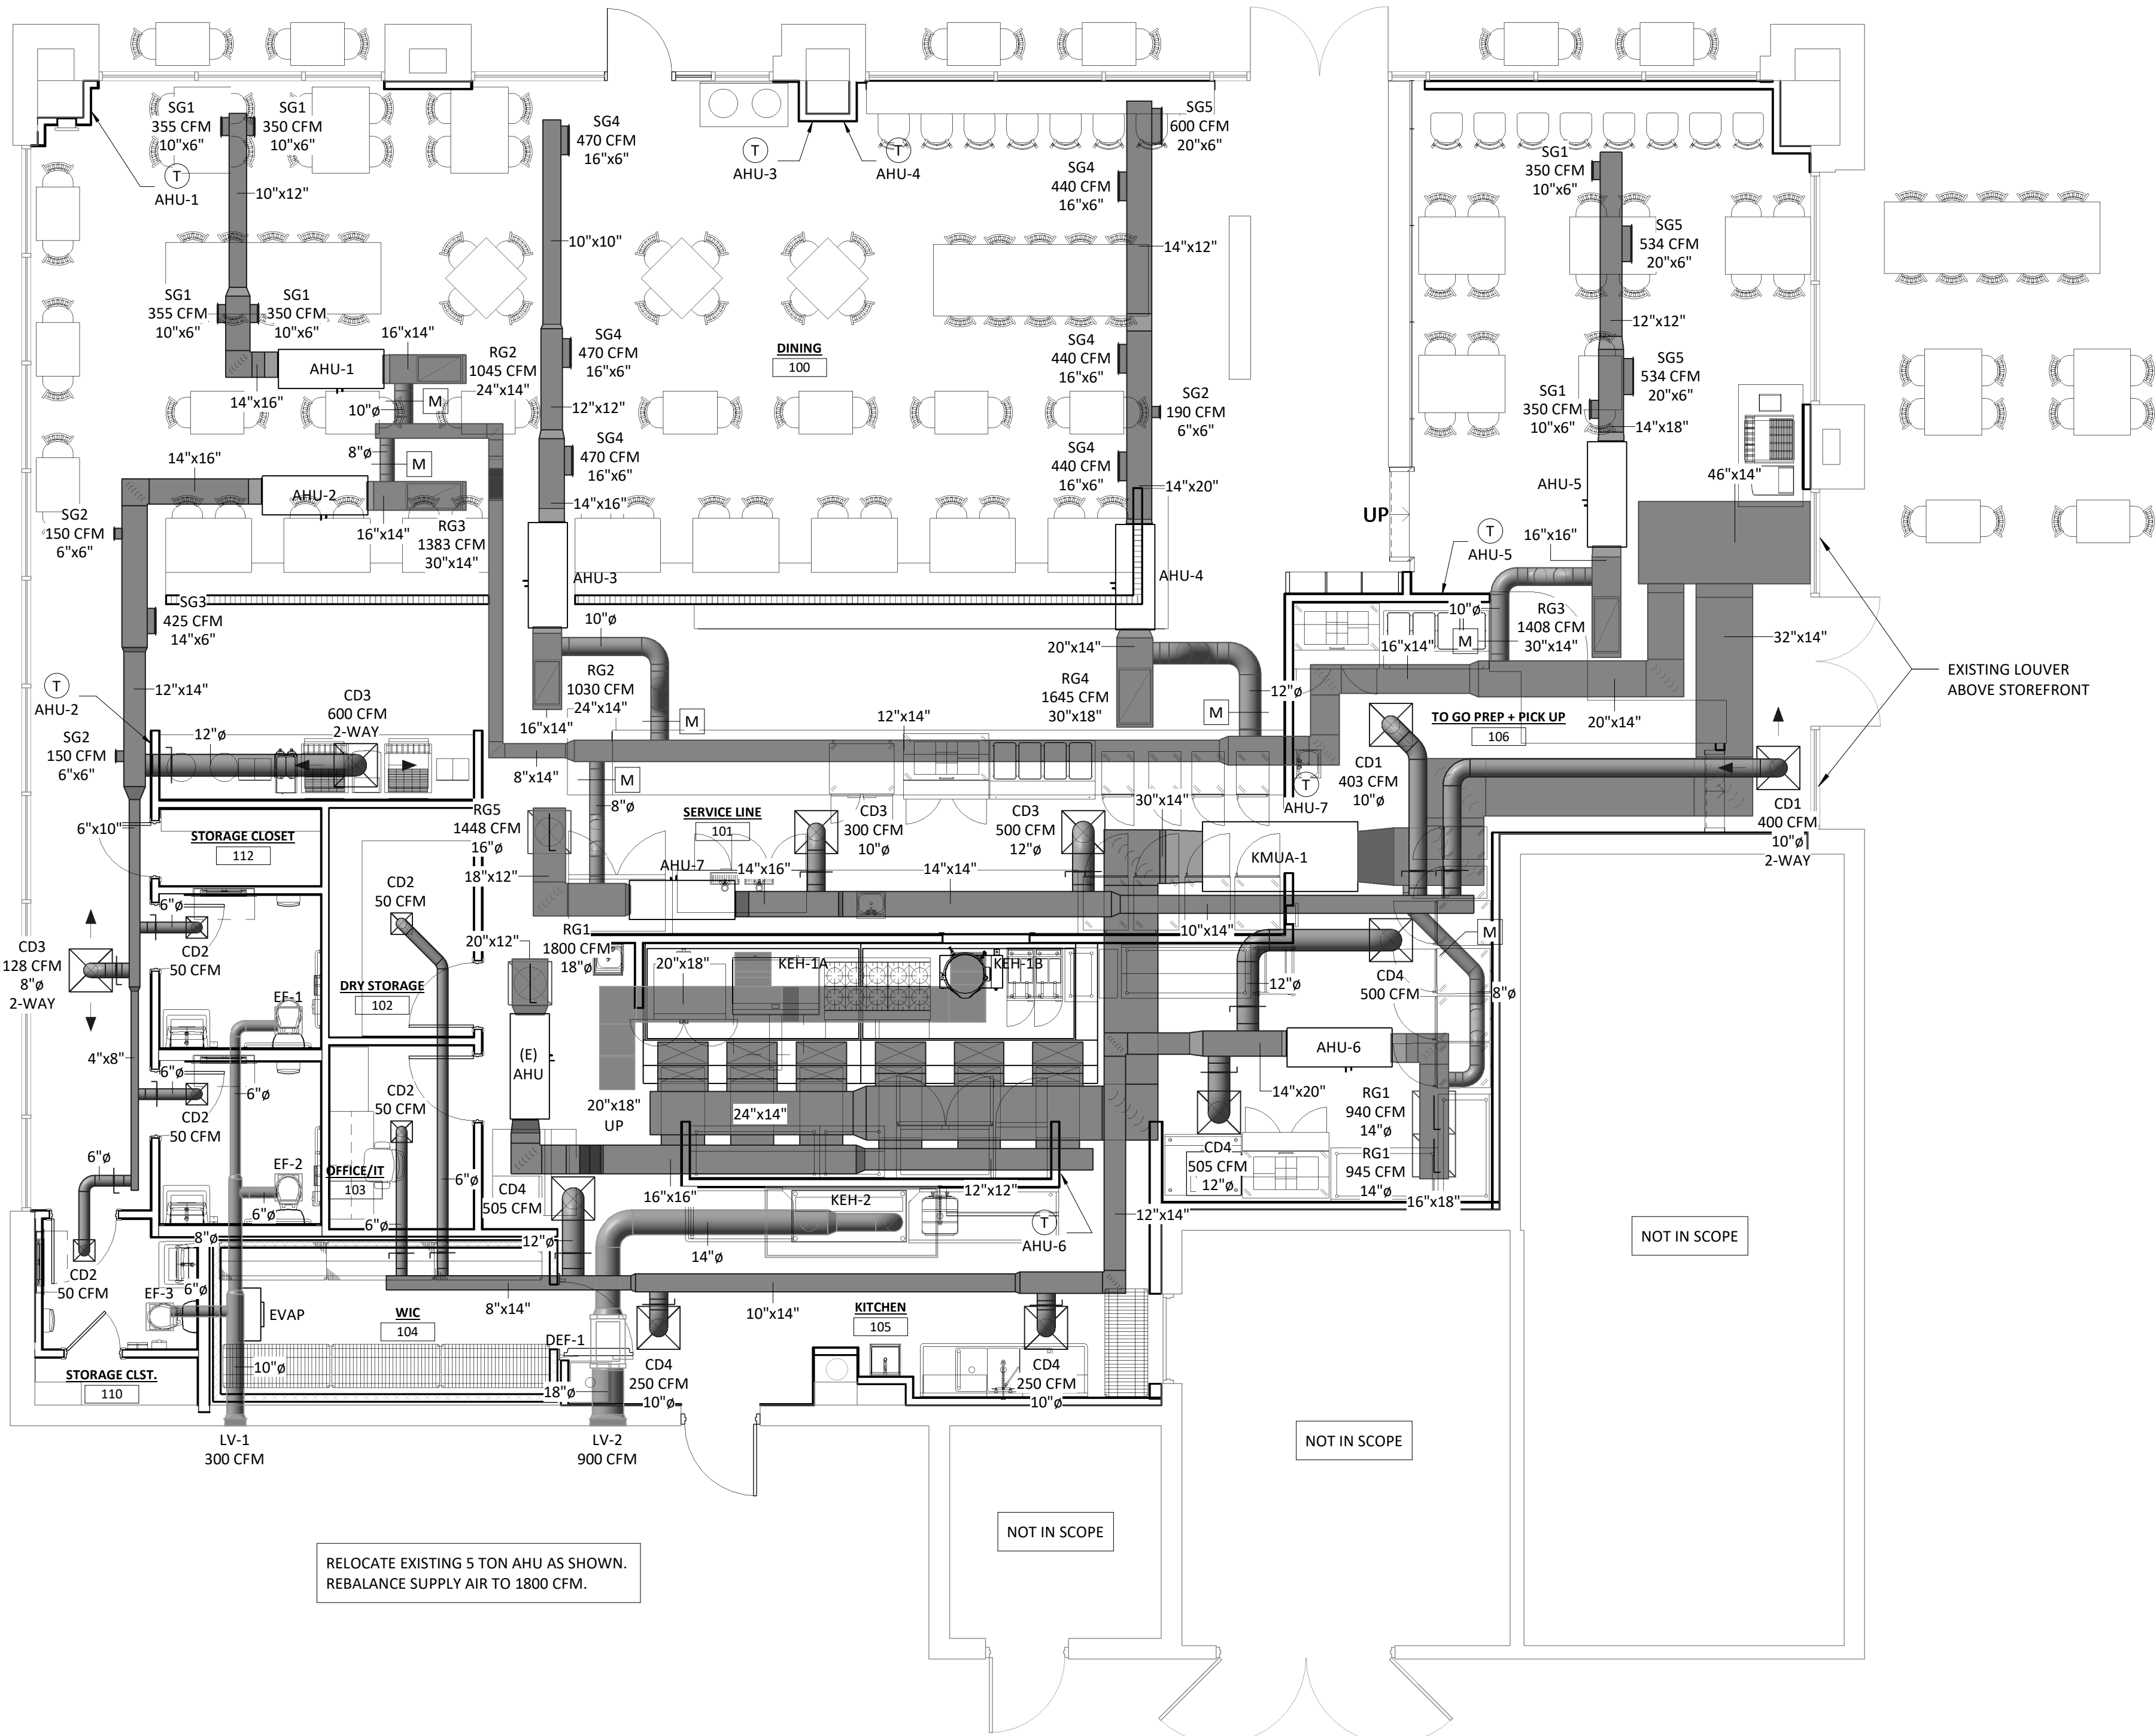 SG1
355 CFM
10"x6"
SG1
350 CFM
10"x6"
T
AHU-1
10"x12"
SG4
470 CFM
16"x6"
T
AHU-3
T
AHU-4
SG5
600 CFM
20"x6"
SG4
440 CFM
16"x6"
SG1
350 CFM
10"x6"
10"x10"
14"x12"
SG5
534 CFM
20"x6"
SG1
355 CFM
10"x6"
SG1
350 CFM
10"x6"
16"x14"
AHU-1
RG2
1045 CFM
24"x14"
14"x16"
10"ø
M
SG4
470 CFM
16"x6"
12"x12"
DINING
100
SG4
440 CFM
16"x6"
SG2
190 CFM
6"x6"
12"x12"
SG5
534 CFM
20"x6"
SG1
350 CFM
10"x6"
14"x18"
8"ø
M
14"x16"
AHU-2
16"x14"
RG3
1383 CFM
30"x14"
SG4
470 CFM
16"x6"
14"x16"
SG4
440 CFM
16"x6"
14"x20"
UP
AHU-5
46"x14"
T
AHU-5
16"x16"
SG2
150 CFM
6"x6"
AHU-3
AHU-4
SG3
425 CFM
14"x6"
10"ø
10"ø
M
RG3
1408 CFM
30"x14"
16"x14"
32"x14"
EXISTING LOUVER
ABOVE STOREFRONT
T
AHU-2
12"x14"
CD3
600 CFM
2-WAY
RG2
1030 CFM
24"x14"
16"x14"
M
20"x14"
RG4
1645 CFM
30"x18"
12"ø
M
12"x14"
TO GO PREP + PICK UP
106
20"x14"
SG2
150 CFM
6"x6"
12"ø
8"x14"
M
8"ø
CD1
403 CFM
10"ø
T
AHU-7
CD1
400 CFM
10"ø
2-WAY
6"x10"
STORAGE CLOSET
112
RG5
1448 CFM
16"ø
18"x12"
SERVICE LINE
101
CD3
300 CFM
10"ø
CD3
500 CFM
12"ø
30"x14"
KMUA-1
AHU-7
14"x16"
14"x14"
10"x14"
CD2
50 CFM
6"ø
CD3
128 CFM
8"ø
2-WAY
CD2
50 CFM
RG1
1800 CFM
18"ø
20"x12"
20"x18"
KEH-1A
KEH-1B
12"ø
CD4
500 CFM
M
8"ø
DRY STORAGE
102
EF-1
4"x8"
(E)
AHU
AHU-6
6"ø
6"ø
CD2
50 CFM
CD2
50 CFM
20"x18"
UP
24"x14"
14"x20"
RG1
940 CFM
14"ø
CD4
505 CFM
12"ø
RG1
945 CFM
14"ø
16"x18"
6"ø
EF-2
OFFICE/IT
103
6"ø
CD4
505 CFM
16"x16"
KEH-2
12"x12"
6"ø
6"ø
12"x14"
T
AHU-6
8"ø
12"ø
14"ø
NOT IN SCOPE
CD2
50 CFM
EF-3
6"ø
EVAP
WIC
104
8"x14"
10"x14"
KITCHEN
105
DEF-1
10"ø
18"ø
CD4
250 CFM
10"ø
CD4
250 CFM
10"ø
STORAGE CLST.
110
LV-1
300 CFM
LV-2
900 CFM
NOT IN SCOPE
NOT IN SCOPE
RELOCATE EXISTING 5 TON AHU AS SHOWN.
REBALANCE SUPPLY AIR TO 1800 CFM.